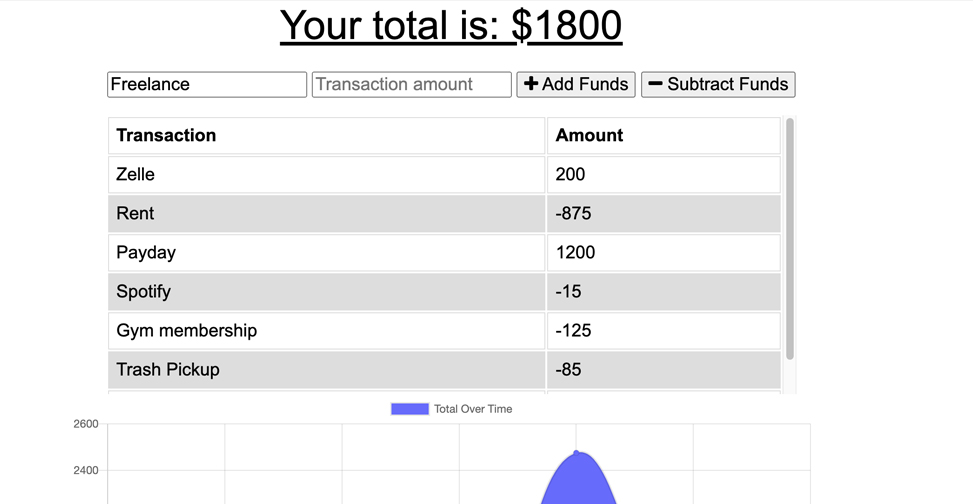 Your total is: $1800
Freelance Transaction amount Add Funds Subtract Funds
Transaction Amount
Zelle 200
Rent -875
Payday 1200
Spotify -15
Gym membership -125
Trash Pickup -85
Total Over Time
2600
2400